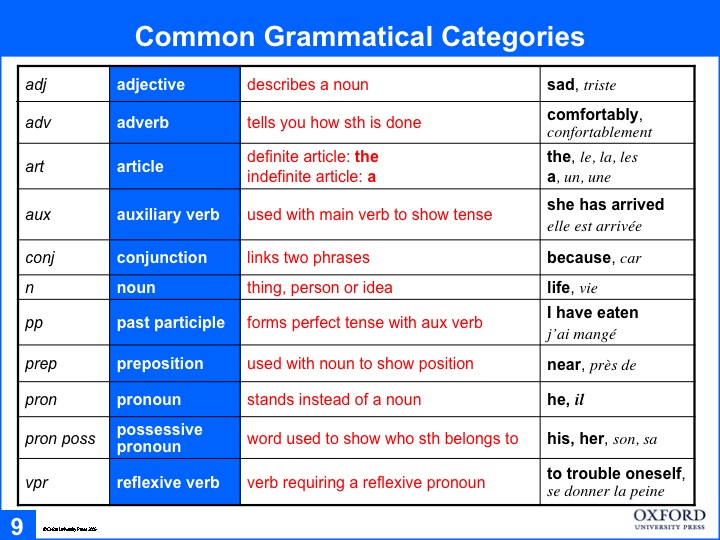 Common Grammatical Categories
adj adjective describes a noun sad, triste
adv adverb tells you how sth is done comfortably,
confortablement
art article definite article: the the, le, la, les
indefinite article: a a, un, une
aux auxiliary verb used with main verb to show tense she has arrived
elle est arrivée
conj conjunction links two phrases because, car
n noun thing, person or idea life, vie
pp past participle forms perfect tense with aux verb I have eaten
j'ai mangé
prep preposition used with noun to show position near, près de
pron pronoun stands instead of a noun he, il
pron poss possessive
pronoun word used to show who sth belongs to his, her, son, sa
vpr reflexive verb verb requiring a reflexive pronoun to trouble oneself,
se donner la peine
9 © Oxford University Press
OXFORD
UNIVERSITY PRESS